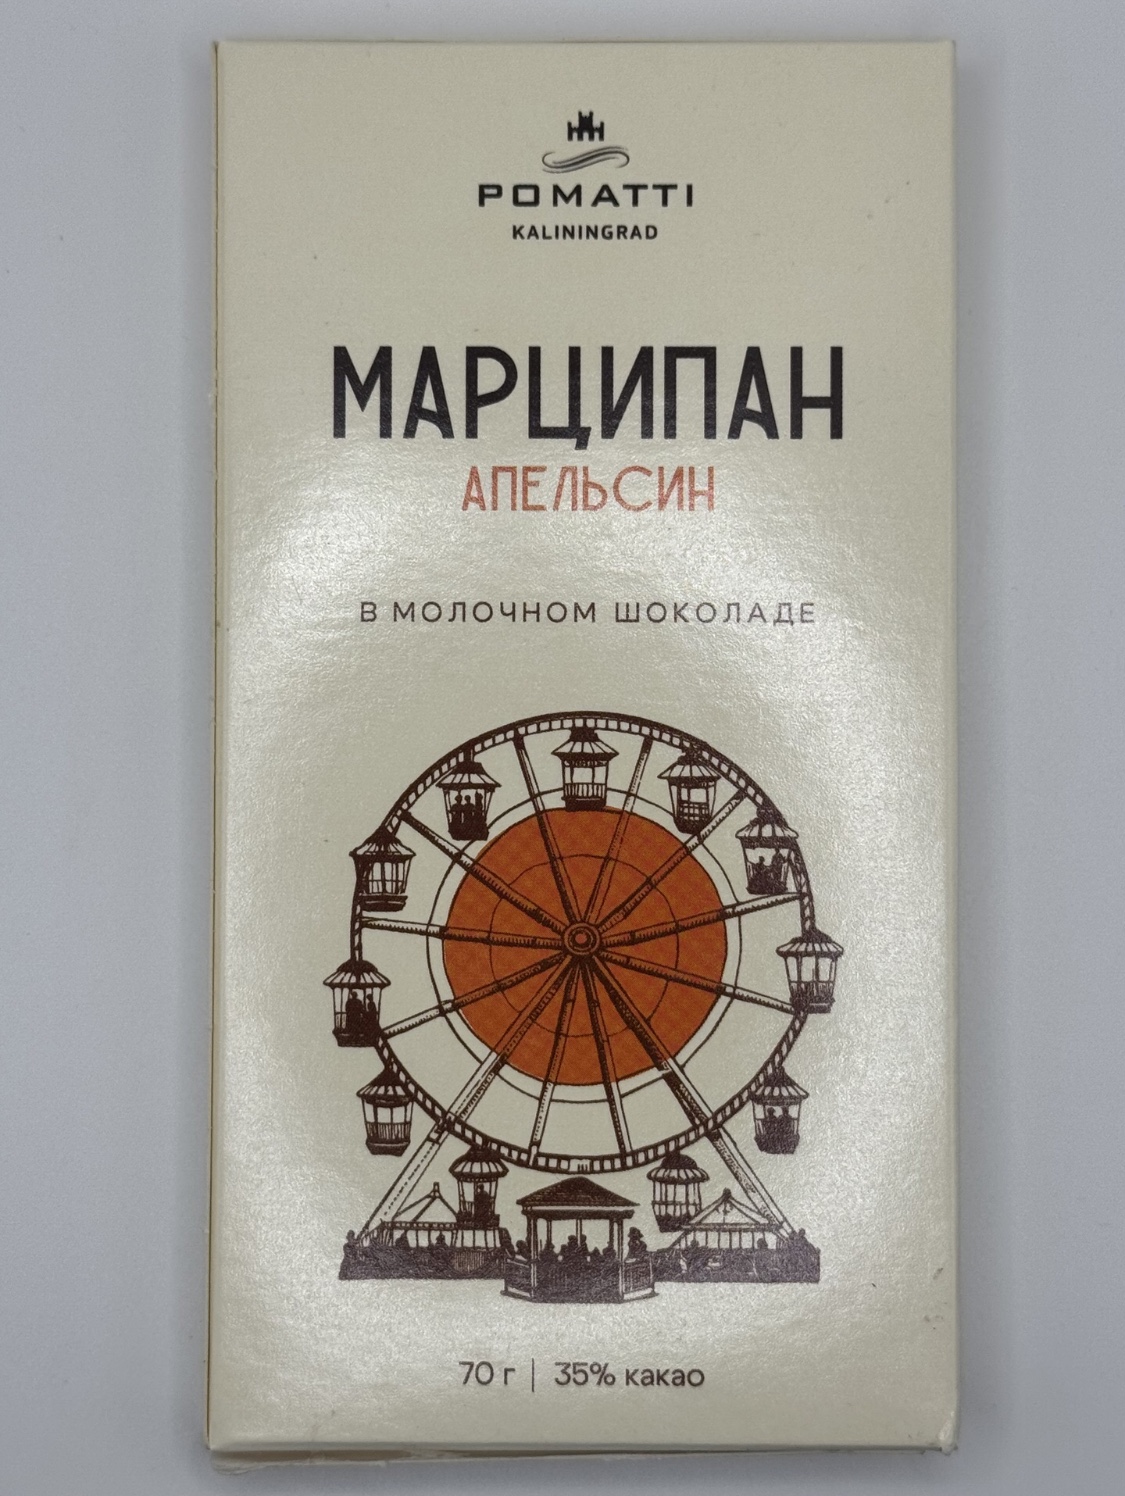 POMATTI
KALININGRAD
МАРЦИПАН
АПЕЛЬСИН
В МОЛОЧНОМ ШОКОЛАДЕ
70 г | 35% какао